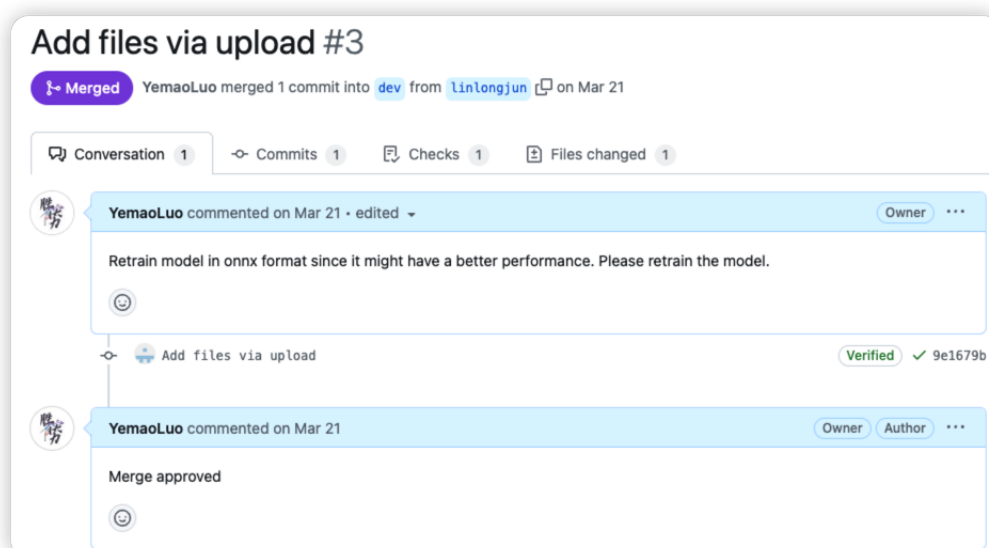 Add files via upload #3
Merged YemaoLuo merged 1 commit into dev from linlongjun on Mar 21
Conversation 1 Commits 1 Checks 1 Files changed 1
YemaoLuo commented on Mar 21 • edited Owner ...
Retrain model in onnx format since it might have a better performance. Please retrain the model.
Add files via upload Verified 9e1679b
YemaoLuo commented on Mar 21 Owner Author ...
Merge approved